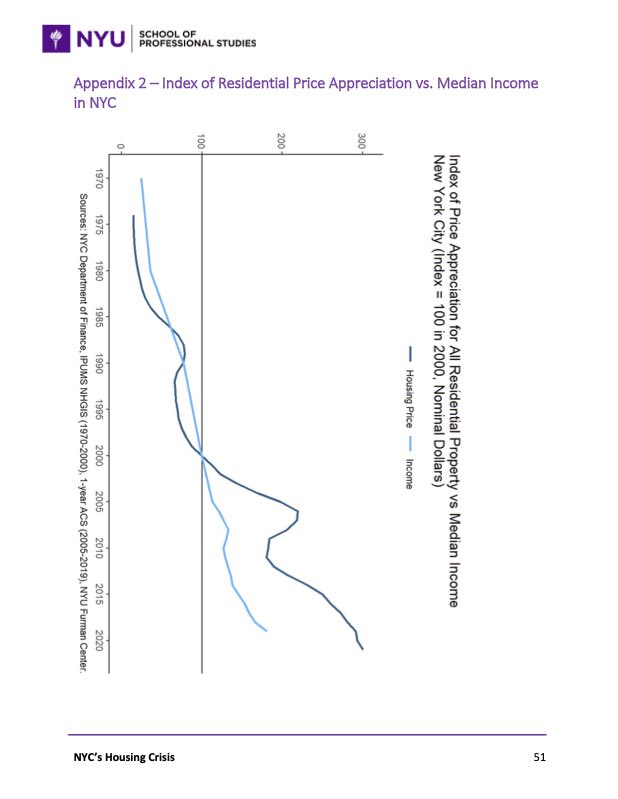 NYU
SCHOOL OF
PROFESSIONAL STUDIES
Appendix 2 – Index of Residential Price Appreciation vs. Median Income
in NYC
Index of Price Appreciation for All Residential Property vs Median Income
New York City (Index = 100 in 2000, Nominal Dollars)
Housing Price Income
300
200
100
0
1970 1975 1980 1985 1990 1995 2000 2005 2010 2015 2020
Sources: NYC Department of Finance, IPUMS NHGIS (1970-2000), 1-year ACS (2005-2019), NYU Furman Center.
NYC's Housing Crisis
51